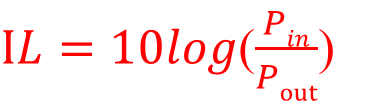 IL = 10log(P_in/P_out)